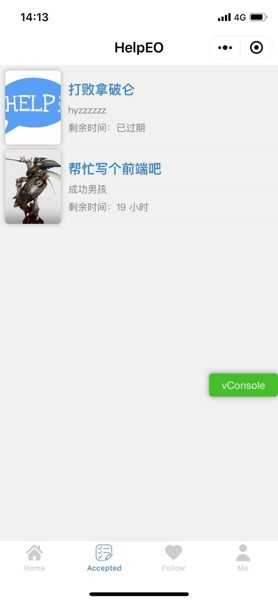 14:13
4G
HelpEO
HELP
打败拿破仑
hyzzzzzz
剩余时间：已过期
帮忙写个前端吧
成功男孩
剩余时间：19 小时
vConsole
Home
Accepted
Follow
Me